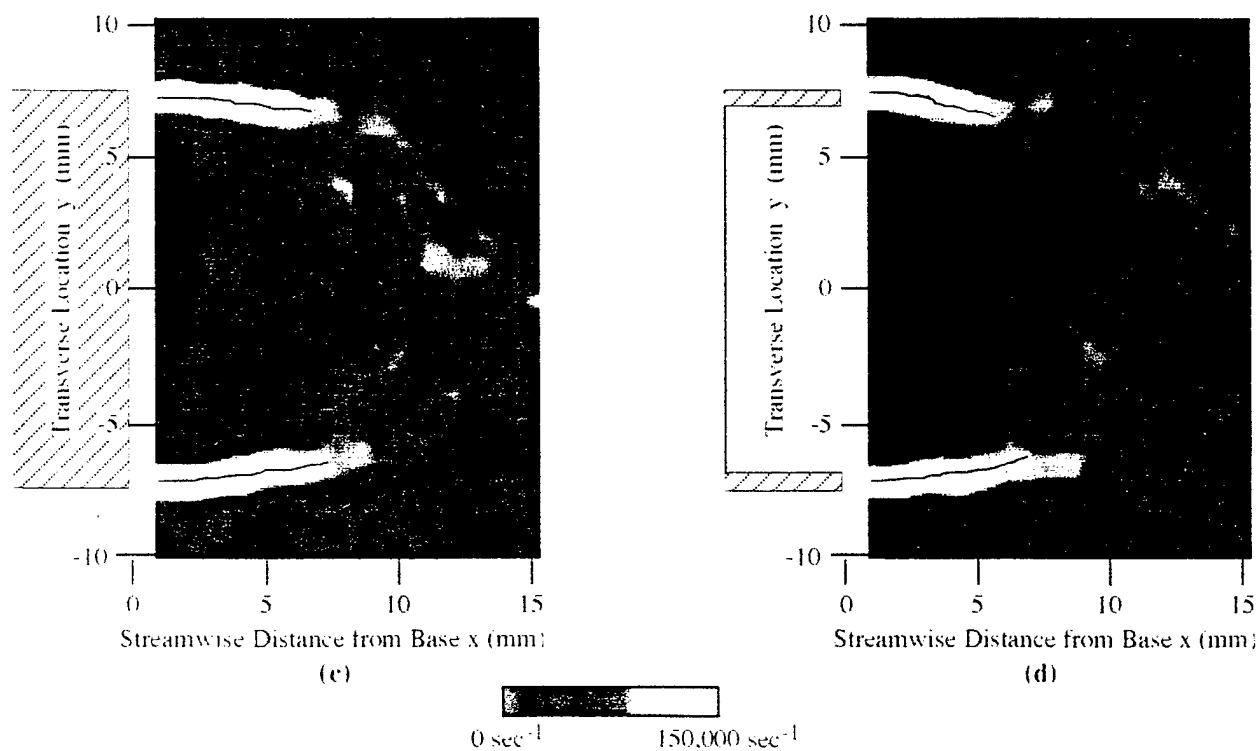 10
5
0
-5
-10
Transverse Location y (mm)
0 5 10 15
Streamwise Distance from Base x (mm)
(c)
10
5
0
-5
-10
Transverse Location y (mm)
0 5 10 15
Streamwise Distance from Base x (mm)
(d)
0 sec⁻¹ 150,000 sec⁻¹